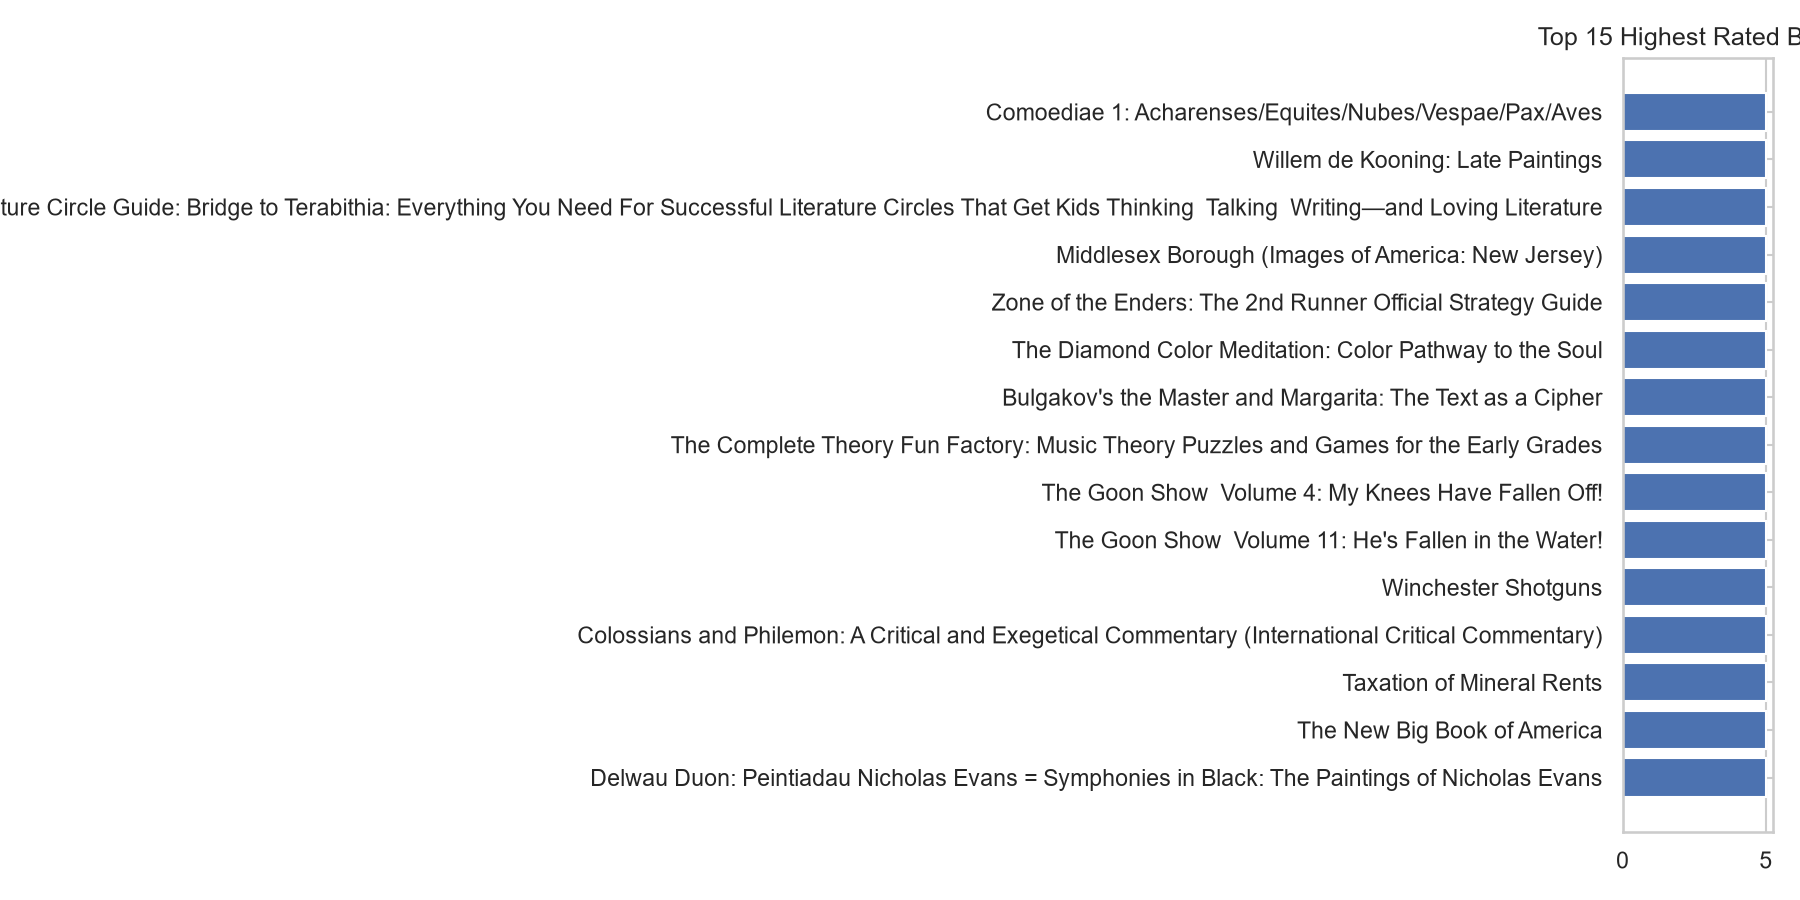 Top 15 Highest Rated B
Comoediae 1: Acharenses/Equites/Nubes/Vespae/Pax/Aves
Willem de Kooning: Late Paintings
ture Circle Guide: Bridge to Terabithia: Everything You Need For Successful Literature Circles That Get Kids Thinking  Talking  Writing—and Loving Literature
Middlesex Borough (Images of America: New Jersey)
Zone of the Enders: The 2nd Runner Official Strategy Guide
The Diamond Color Meditation: Color Pathway to the Soul
Bulgakov's the Master and Margarita: The Text as a Cipher
The Complete Theory Fun Factory: Music Theory Puzzles and Games for the Early Grades
The Goon Show  Volume 4: My Knees Have Fallen Off!
The Goon Show  Volume 11: He's Fallen in the Water!
Winchester Shotguns
Colossians and Philemon: A Critical and Exegetical Commentary (International Critical Commentary)
Taxation of Mineral Rents
The New Big Book of America
Delwau Duon: Peintiadau Nicholas Evans = Symphonies in Black: The Paintings of Nicholas Evans
0 5